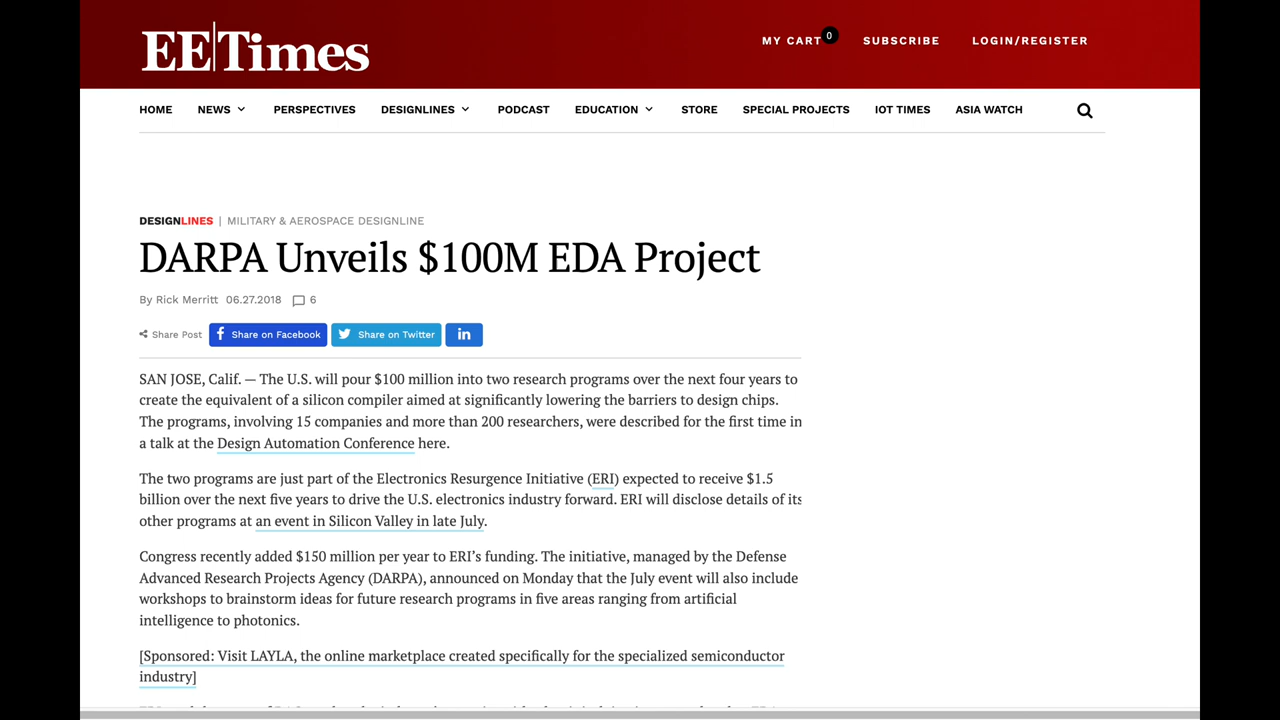 EE|Times
MY CART 0 SUBSCRIBE LOGIN/REGISTER
HOME NEWS PERSPECTIVES DESIGNLINES PODCAST EDUCATION STORE SPECIAL PROJECTS IOT TIMES ASIA WATCH
DESIGNLINES | MILITARY & AEROSPACE DESIGNLINE
DARPA Unveils $100M EDA Project
By Rick Merritt 06.27.2018 6
Share Post Share on Facebook Share on Twitter in
SAN JOSE, Calif. — The U.S. will pour $100 million into two research programs over the next four years to
create the equivalent of a silicon compiler aimed at significantly lowering the barriers to design chips.
The programs, involving 15 companies and more than 200 researchers, were described for the first time in
a talk at the Design Automation Conference here.
The two programs are just part of the Electronics Resurgence Initiative (ERI) expected to receive $1.5
billion over the next five years to drive the U.S. electronics industry forward. ERI will disclose details of its
other programs at an event in Silicon Valley in late July.
Congress recently added $150 million per year to ERI’s funding. The initiative, managed by the Defense
Advanced Research Projects Agency (DARPA), announced on Monday that the July event will also include
workshops to brainstorm ideas for future research programs in five areas ranging from artificial
intelligence to photonics.
[Sponsored: Visit LAYLA, the online marketplace created specifically for the specialized semiconductor
industry]